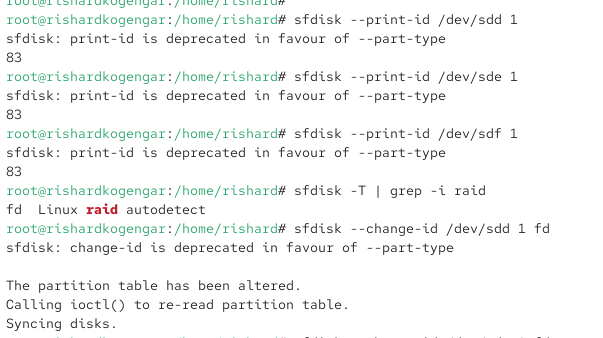 root@rishardkogengar:/home/rishard#
root@rishardkogengar:/home/rishard# sfdisk --print-id /dev/sdd 1
sfdisk: print-id is deprecated in favour of --part-type
83
root@rishardkogengar:/home/rishard# sfdisk --print-id /dev/sde 1
sfdisk: print-id is deprecated in favour of --part-type
83
root@rishardkogengar:/home/rishard# sfdisk --print-id /dev/sdf 1
sfdisk: print-id is deprecated in favour of --part-type
83
root@rishardkogengar:/home/rishard# sfdisk -T | grep -i raid
fd  Linux raid autodetect
root@rishardkogengar:/home/rishard# sfdisk --change-id /dev/sdd 1 fd
sfdisk: change-id is deprecated in favour of --part-type
The partition table has been altered.
Calling ioctl() to re-read partition table.
Syncing disks.